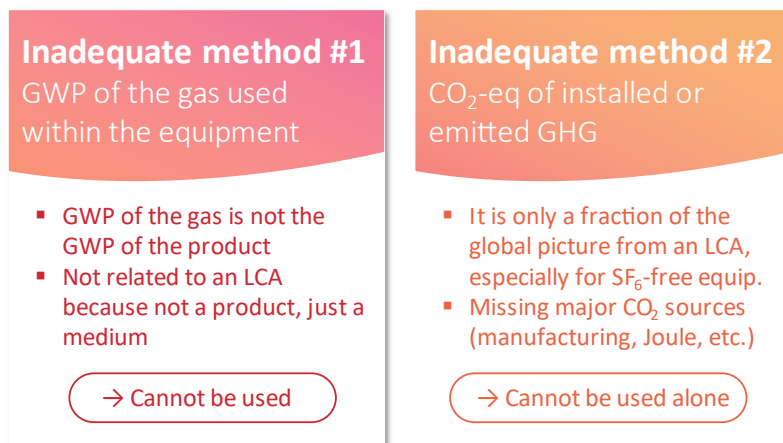 Inadequate method #1
GWP of the gas used
within the equipment
▪ GWP of the gas is not the
GWP of the product
▪ Not related to an LCA
because not a product, just a
medium
→ Cannot be used
Inadequate method #2
CO₂-eq of installed or
emitted GHG
▪ It is only a fraction of the
global picture from an LCA,
especially for SF₆-free equip.
▪ Missing major CO₂ sources
(manufacturing, Joule, etc.)
→ Cannot be used alone